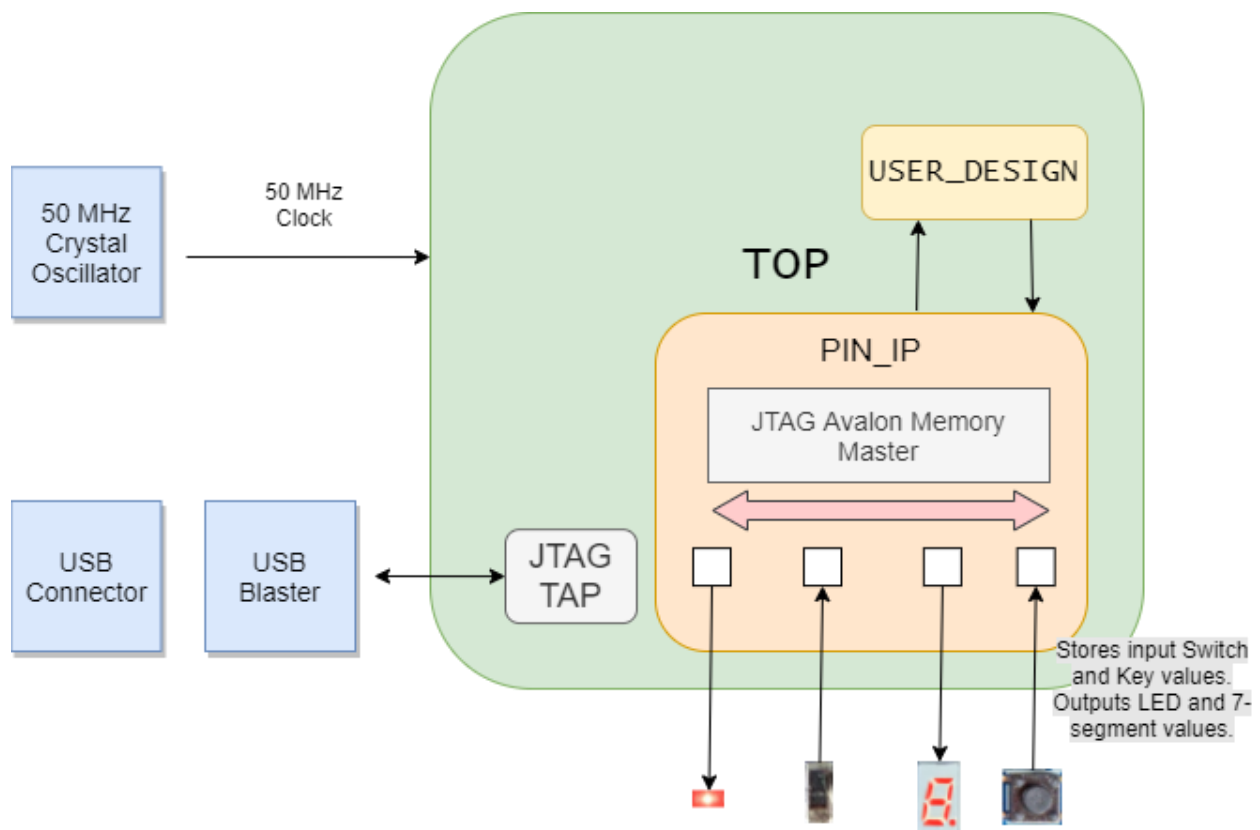 50 MHz
Crystal
Oscillator
50 MHz
Clock
USER_DESIGN
TOP
PIN_IP
JTAG Avalon Memory
Master
USB
Connector
USB
Blaster
JTAG
TAP
Stores input Switch
and Key values.
Outputs LED and 7-
segment values.
8.